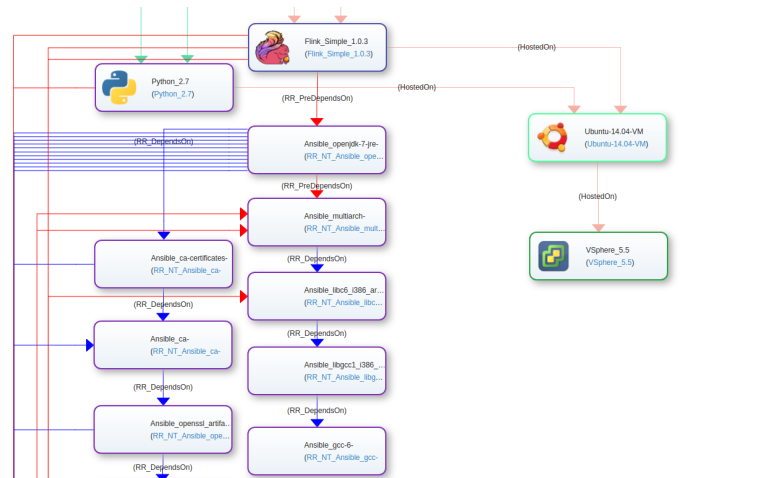 Flink_Simple_1.0.3
(Flink_Simple_1.0.3)
(HostedOn)
Python_2.7
(Python_2.7)
(HostedOn)
(RR_PreDependsOn)
Ubuntu-14.04-VM
(Ubuntu-14.04-VM)
(RR_DependsOn)
Ansible_openjdk-7-jre-
(RR_NT_Ansible_ope...
(RR_PreDependsOn)
(HostedOn)
Ansible_multiarch-
(RR_NT_Ansible_mult...
VSphere_5.5
(VSphere_5.5)
Ansible_ca-certificates-
(RR_NT_Ansible_ca-
(RR_DependsOn)
Ansible_libc6_i386_ar...
(RR_NT_Ansible_libc...
(RR_DependsOn)
Ansible_ca-
(RR_NT_Ansible_ca-
(RR_DependsOn)
Ansible_libgcc1_i386_...
(RR_NT_Ansible_libg...
(RR_DependsOn)
Ansible_openssl_artifa...
(RR_NT_Ansible_ope...
(RR_DependsOn)
Ansible_gcc-6-
(RR_NT_Ansible_gcc-
(RR_DependsOn)